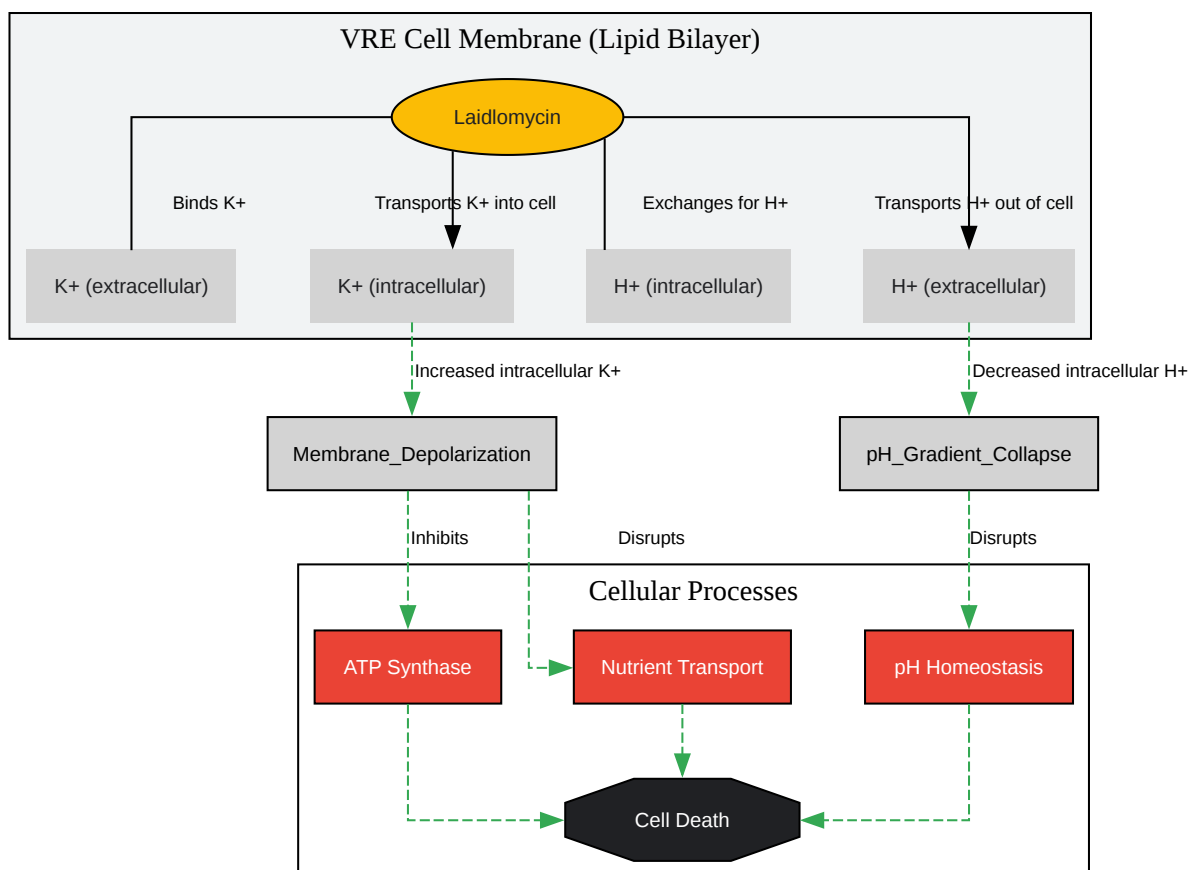 VRE Cell Membrane (Lipid Bilayer)
Laidlomycin
Binds K+
Transports K+ into cell
Exchanges for H+
Transports H+ out of cell
K+ (extracellular)
K+ (intracellular)
H+ (intracellular)
H+ (extracellular)
Increased intracellular K+
Decreased intracellular H+
Membrane_Depolarization
pH_Gradient_Collapse
Inhibits
Disrupts
Disrupts
Cellular Processes
ATP Synthase
Nutrient Transport
pH Homeostasis
Cell Death